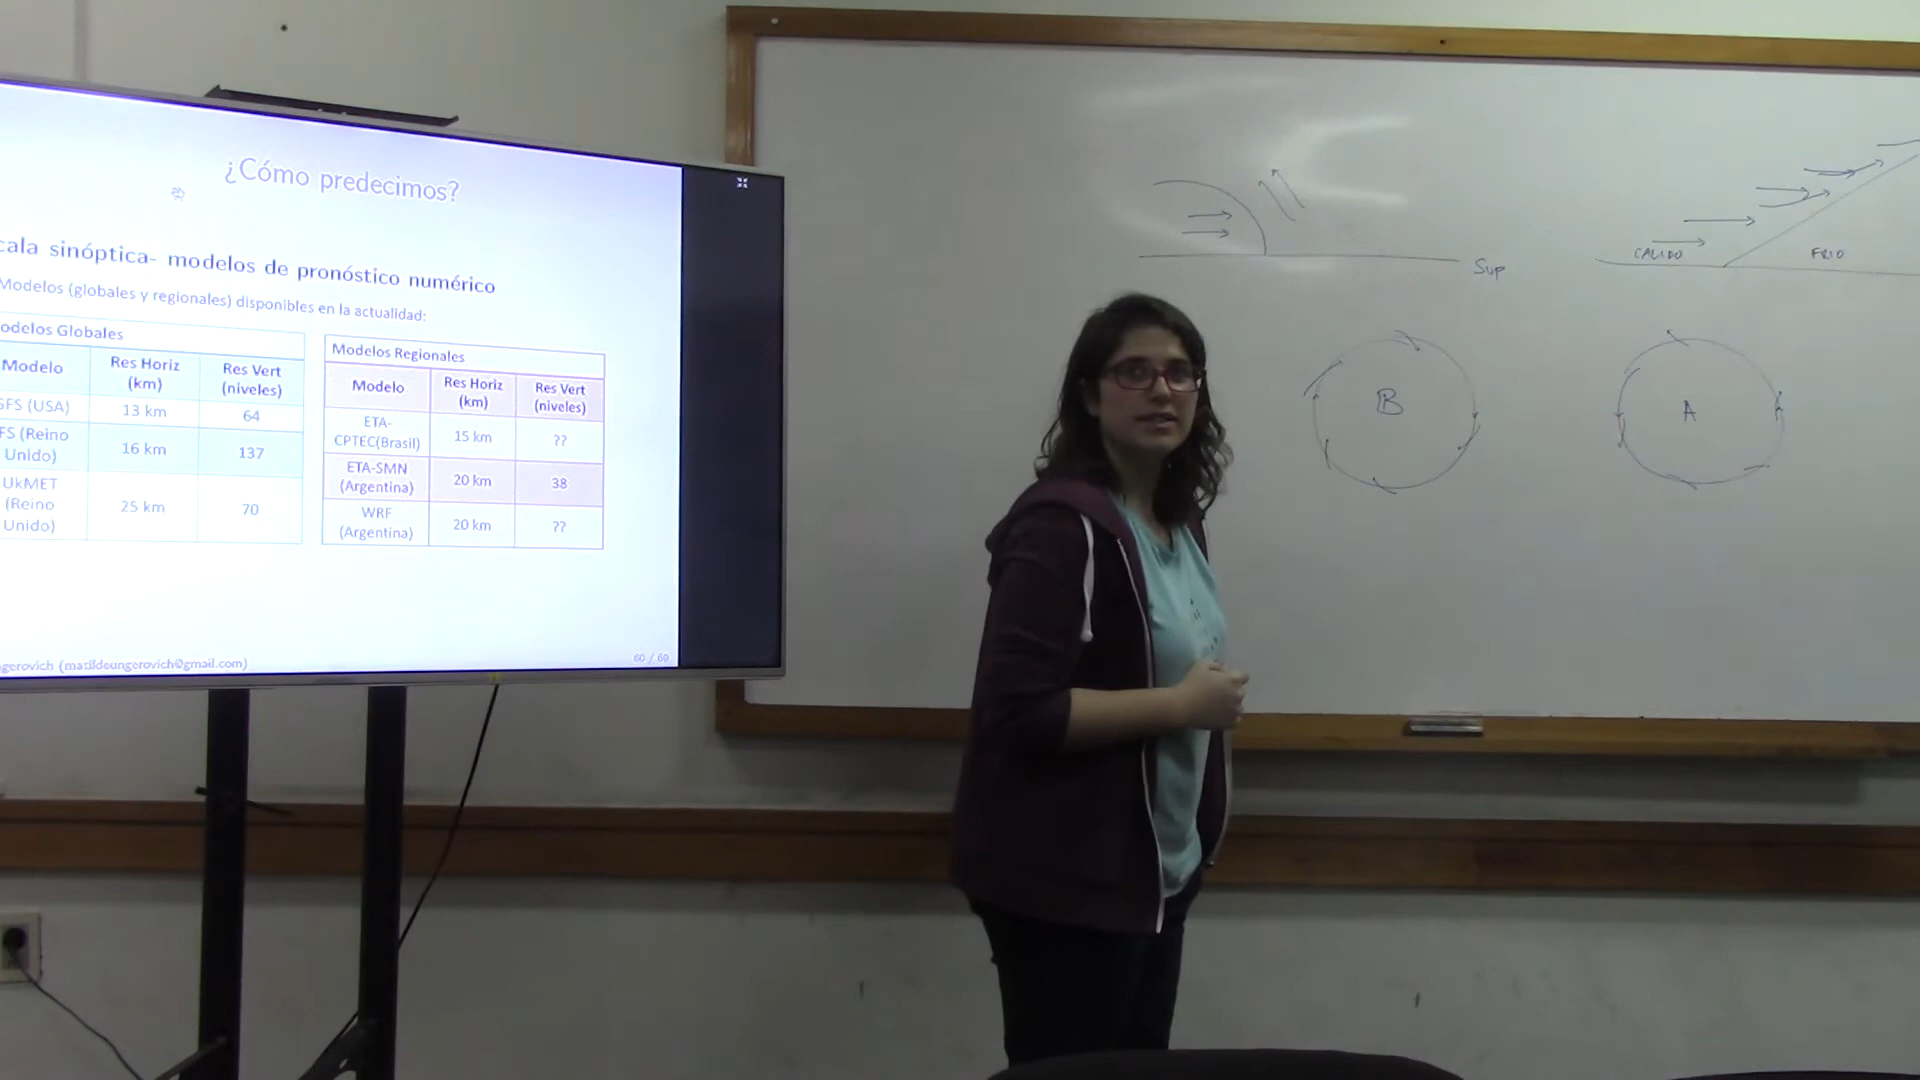 ¿Cómo predecimos?
cala sinóptica- modelos de pronóstico numérico
Modelos (globales y regionales) disponibles en la actualidad:
odelos Globales
Modelo
Res Horiz (km)
Res Vert (niveles)
GFS (USA)
13 km
64
FS (Reino Unido)
16 km
137
UkMET (Reino Unido)
25 km
70
Modelos Regionales
Modelo
Res Horiz (km)
Res Vert (niveles)
ETA-CPTEC(Brasil)
15 km
??
ETA-SMN (Argentina)
20 km
38
WRF (Argentina)
20 km
??
gerovich (matildeungerovich@gmail.com)
60 / 60
Sup
CALIDO
FRIO
B
A